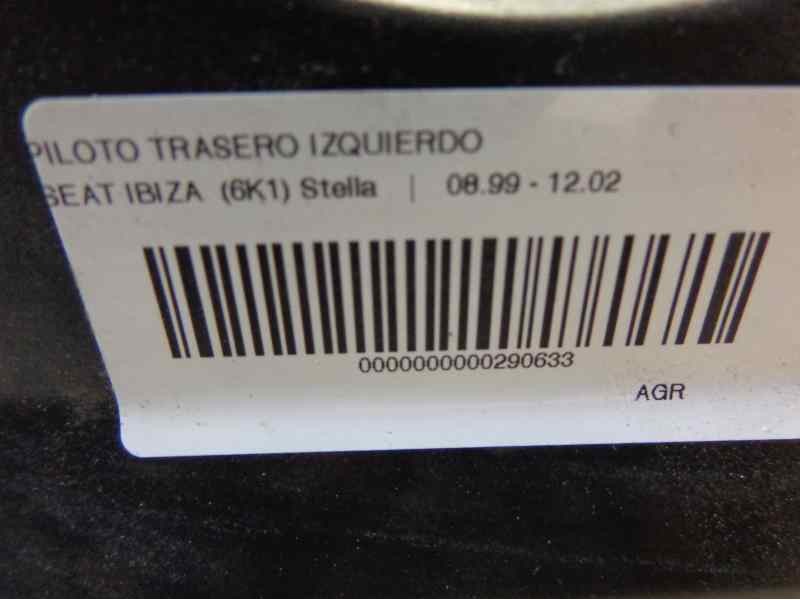 PILOTO TRASERO IZQUIERDO
SEAT IBIZA (6K1) Stella | 08.99 - 12.02
0000000000290633
AGR